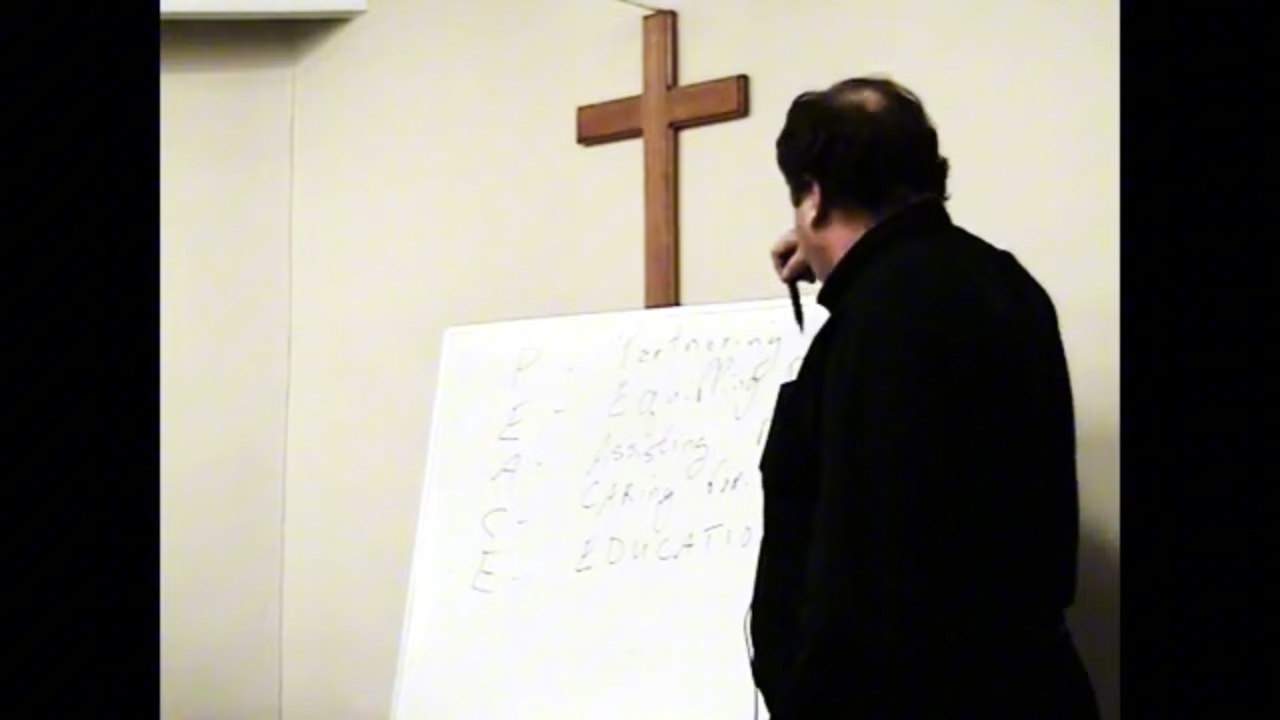 P - Partnering
E - Equipping
A - Assisting
C - CARing for
E - EDUCATIO